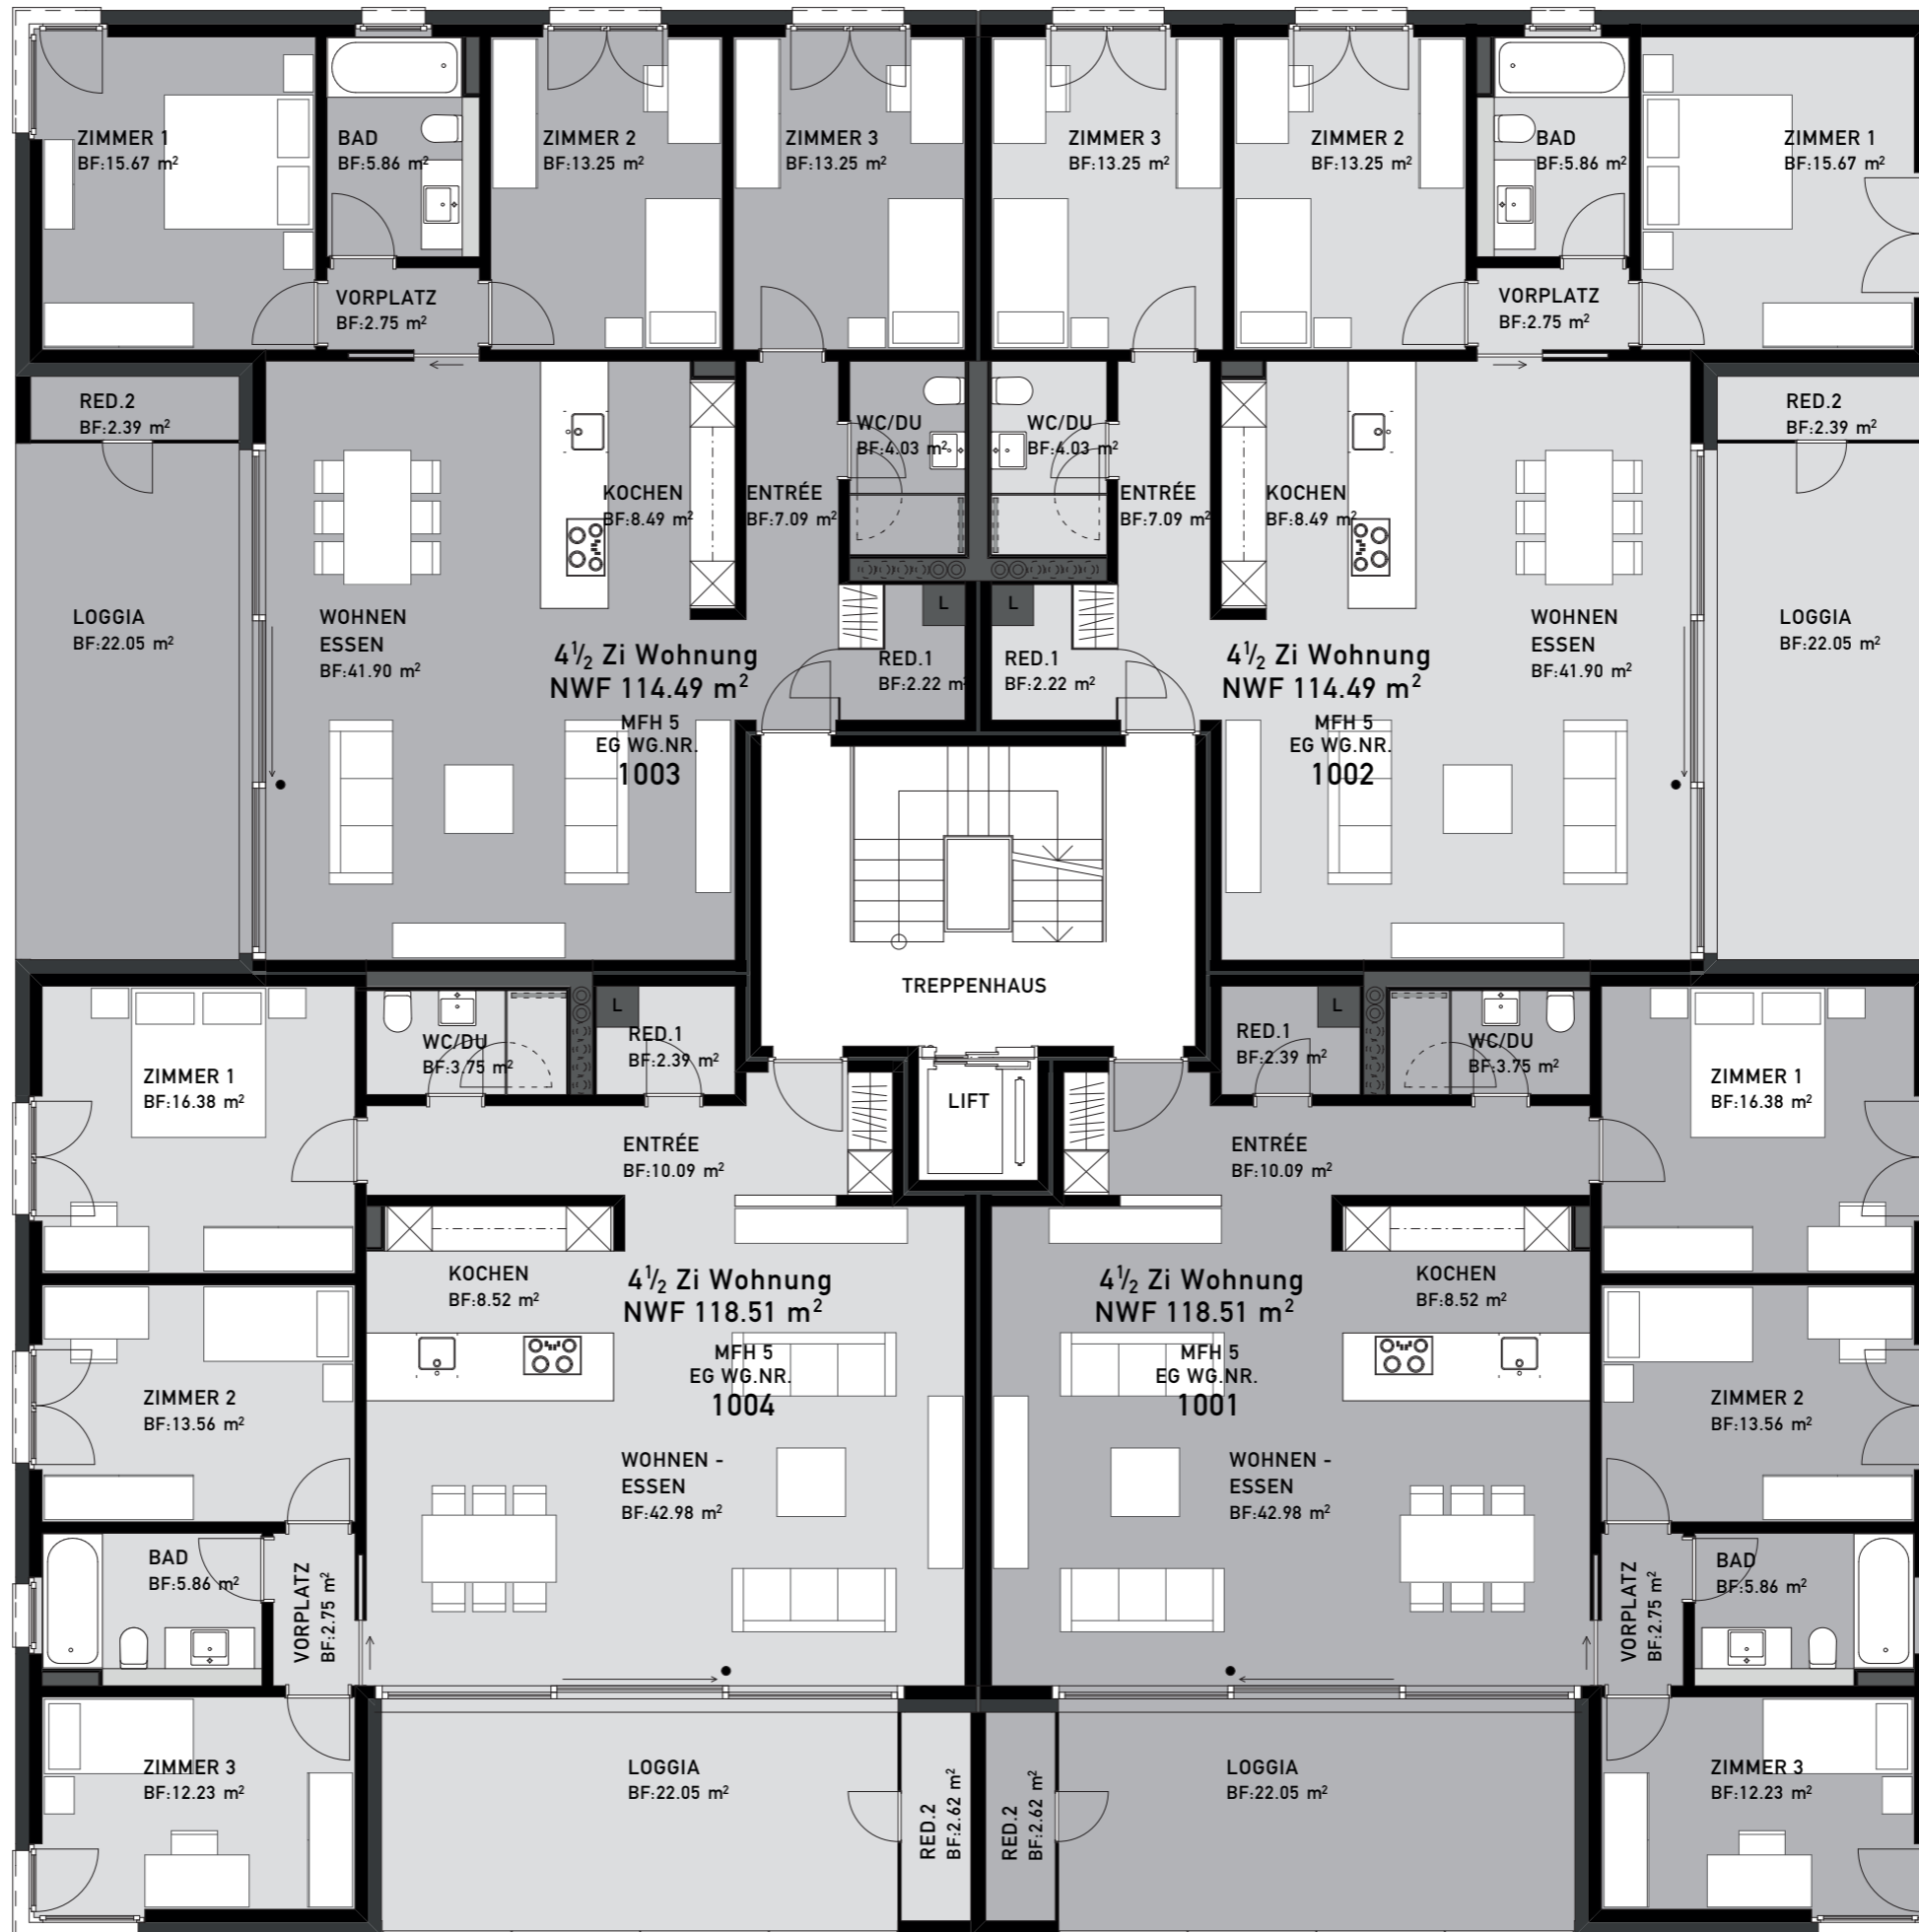 ZIMMER 1
BF:15.67 m²
BAD
BF:5.86 m²
ZIMMER 2
BF:13.25 m²
ZIMMER 3
BF:13.25 m²
ZIMMER 3
BF:13.25 m²
ZIMMER 2
BF:13.25 m²
BAD
BF:5.86 m²
ZIMMER 1
BF:15.67 m²
VORPLATZ
BF:2.75 m²
VORPLATZ
BF:2.75 m²
RED.2
BF:2.39 m²
WC/DU
BF:4.03 m²
WC/DU
BF:4.03 m²
RED.2
BF:2.39 m²
KOCHEN
BF:8.49 m²
ENTRÉE
BF:7.09 m²
ENTRÉE
BF:7.09 m²
KOCHEN
BF:8.49 m²
L
L
LOGGIA
BF:22.05 m²
WOHNEN
ESSEN
BF:41.90 m²
4½ Zi Wohnung
NWF 114.49 m²
MFH 5
EG WG.NR.
1003
RED.1
BF:2.22 m²
RED.1
BF:2.22 m²
4½ Zi Wohnung
NWF 114.49 m²
MFH 5
EG WG.NR.
1002
WOHNEN
ESSEN
BF:41.90 m²
LOGGIA
BF:22.05 m²
TREPPENHAUS
L
L
WC/DU
BF:3.75 m²
RED.1
BF:2.39 m²
RED.1
BF:2.39 m²
WC/DU
BF:3.75 m²
ZIMMER 1
BF:16.38 m²
LIFT
ZIMMER 1
BF:16.38 m²
ENTRÉE
BF:10.09 m²
ENTRÉE
BF:10.09 m²
KOCHEN
BF:8.52 m²
4½ Zi Wohnung
NWF 118.51 m²
MFH 5
EG WG.NR.
1004
4½ Zi Wohnung
NWF 118.51 m²
MFH 5
EG WG.NR.
1001
KOCHEN
BF:8.52 m²
ZIMMER 2
BF:13.56 m²
ZIMMER 2
BF:13.56 m²
WOHNEN -
ESSEN
BF:42.98 m²
WOHNEN -
ESSEN
BF:42.98 m²
BAD
BF:5.86 m²
VORPLATZ
BF:2.75 m²
VORPLATZ
BF:2.75 m²
BAD
BF:5.86 m²
ZIMMER 3
BF:12.23 m²
LOGGIA
BF:22.05 m²
RED.2
BF:2.62 m²
RED.2
BF:2.62 m²
LOGGIA
BF:22.05 m²
ZIMMER 3
BF:12.23 m²